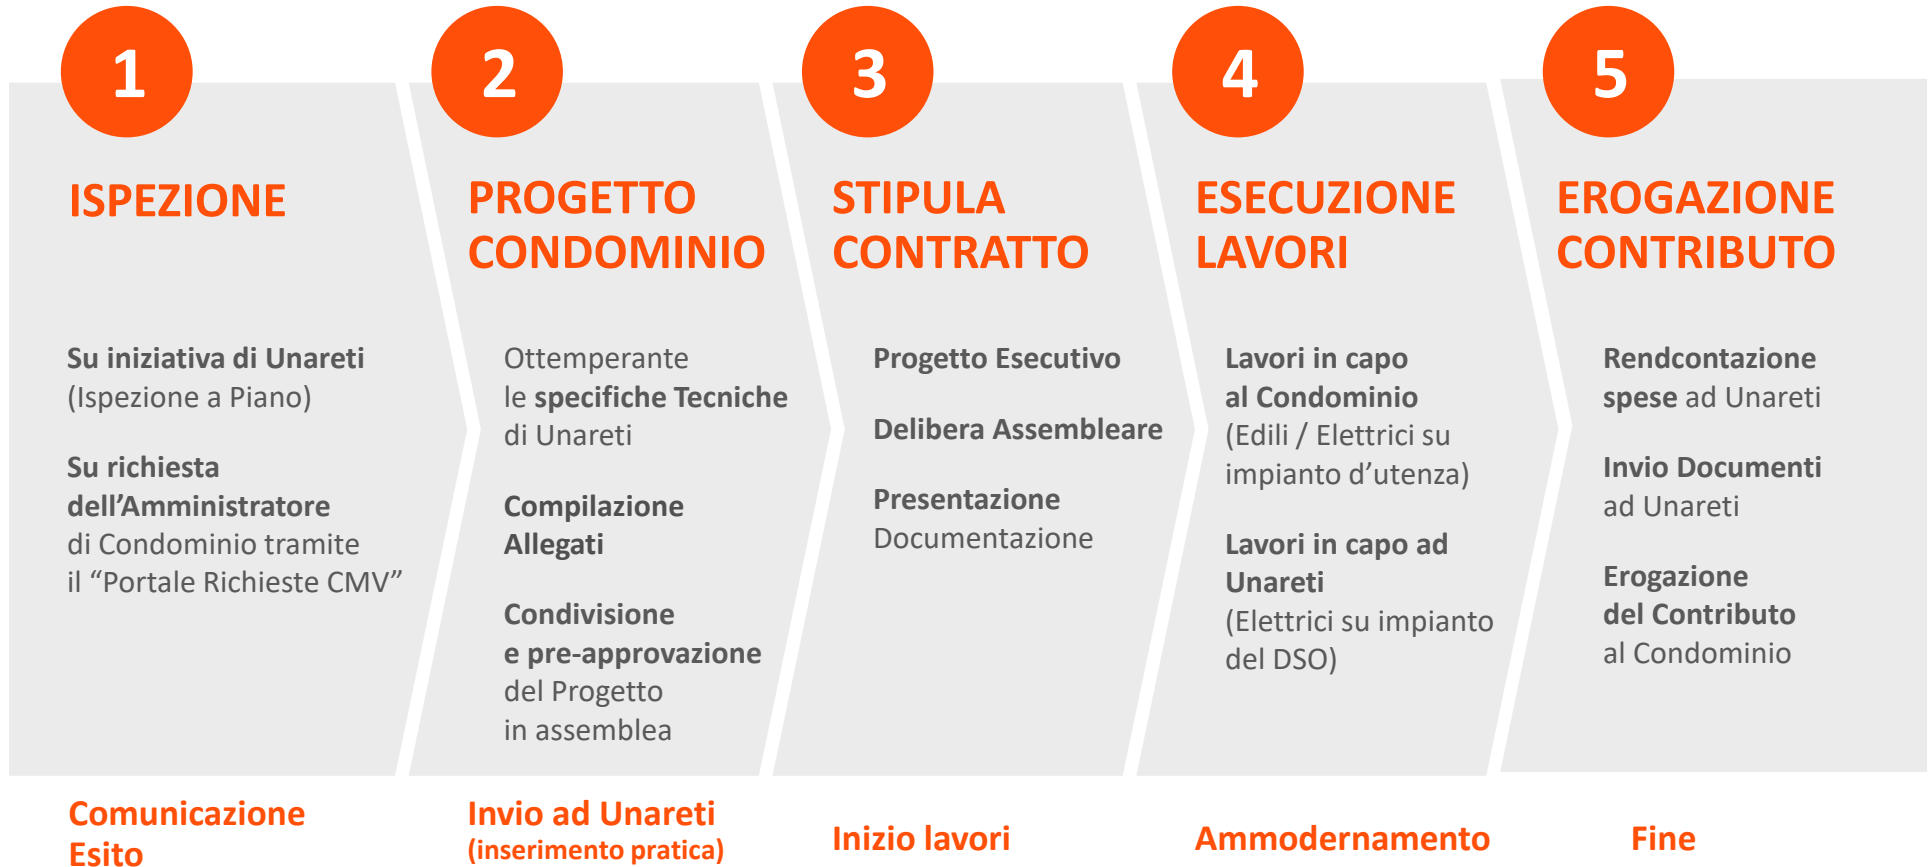 1
ISPEZIONE
Su iniziativa di Unareti
(Ispezione a Piano)
Su richiesta
dell’Amministratore
di Condominio tramite
il “Portale Richieste CMV”
Comunicazione
Esito
2
PROGETTO
CONDOMINIO
Ottemperante
le specifiche Tecniche
di Unareti
Compilazione
Allegati
Condivisione
e pre-approvazione
del Progetto
in assemblea
Invio ad Unareti
(inserimento pratica)
3
STIPULA
CONTRATTO
Progetto Esecutivo
Delibera Assembleare
Presentazione
Documentazione
Inizio lavori
4
ESECUZIONE
LAVORI
Lavori in capo
al Condominio
(Edili / Elettrici su
impianto d’utenza)
Lavori in capo ad
Unareti
(Elettrici su impianto
del DSO)
Ammodernamento
5
EROGAZIONE
CONTRIBUTO
Rendcontazione
spese ad Unareti
Invio Documenti
ad Unareti
Erogazione
del Contributo
al Condominio
Fine